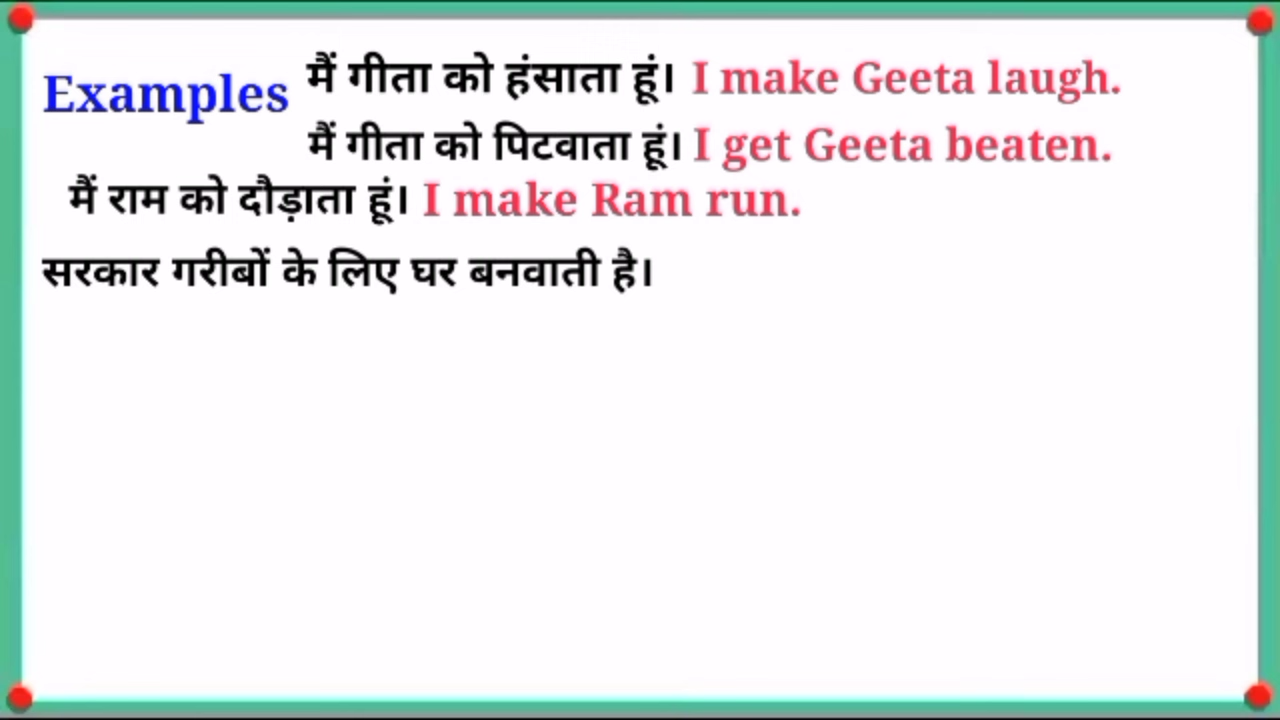 Examples मैं गीता को हंसाता हूं। I make Geeta laugh.
मैं गीता को पिटवाता हूं। I get Geeta beaten.
मैं राम को दौड़ाता हूं। I make Ram run.
सरकार गरीबों के लिए घर बनवाती है।